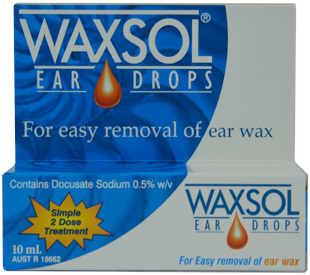 WAXSOL®
EAR DROPS
For easy removal of ear wax
Contains Docusate Sodium 0.5% w/v
Simple
2 Dose
Treatment
10 mL
AUST R 18662
WAXSOL
EAR DROPS
For Easy removal of ear wax